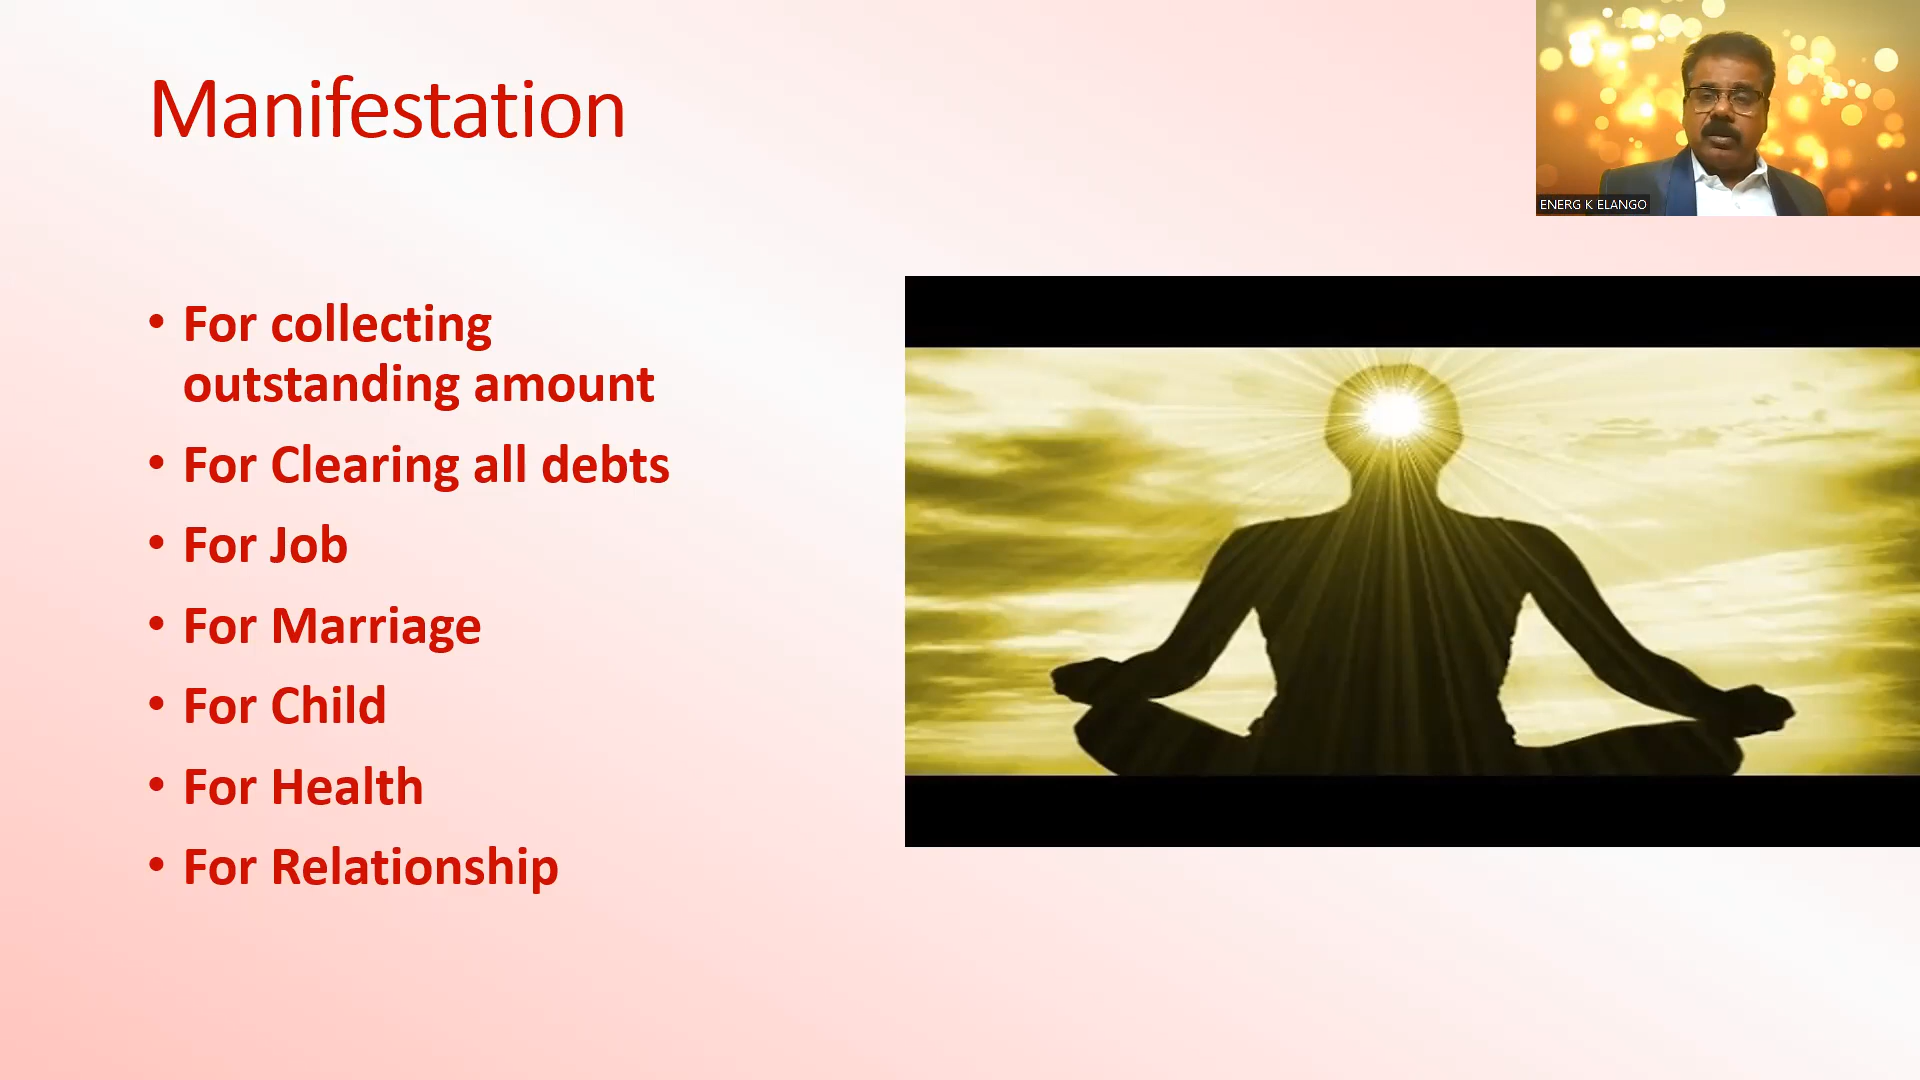 Manifestation
ENERG K ELANGO
• For collecting
outstanding amount
• For Clearing all debts
• For Job
• For Marriage
• For Child
• For Health
• For Relationship